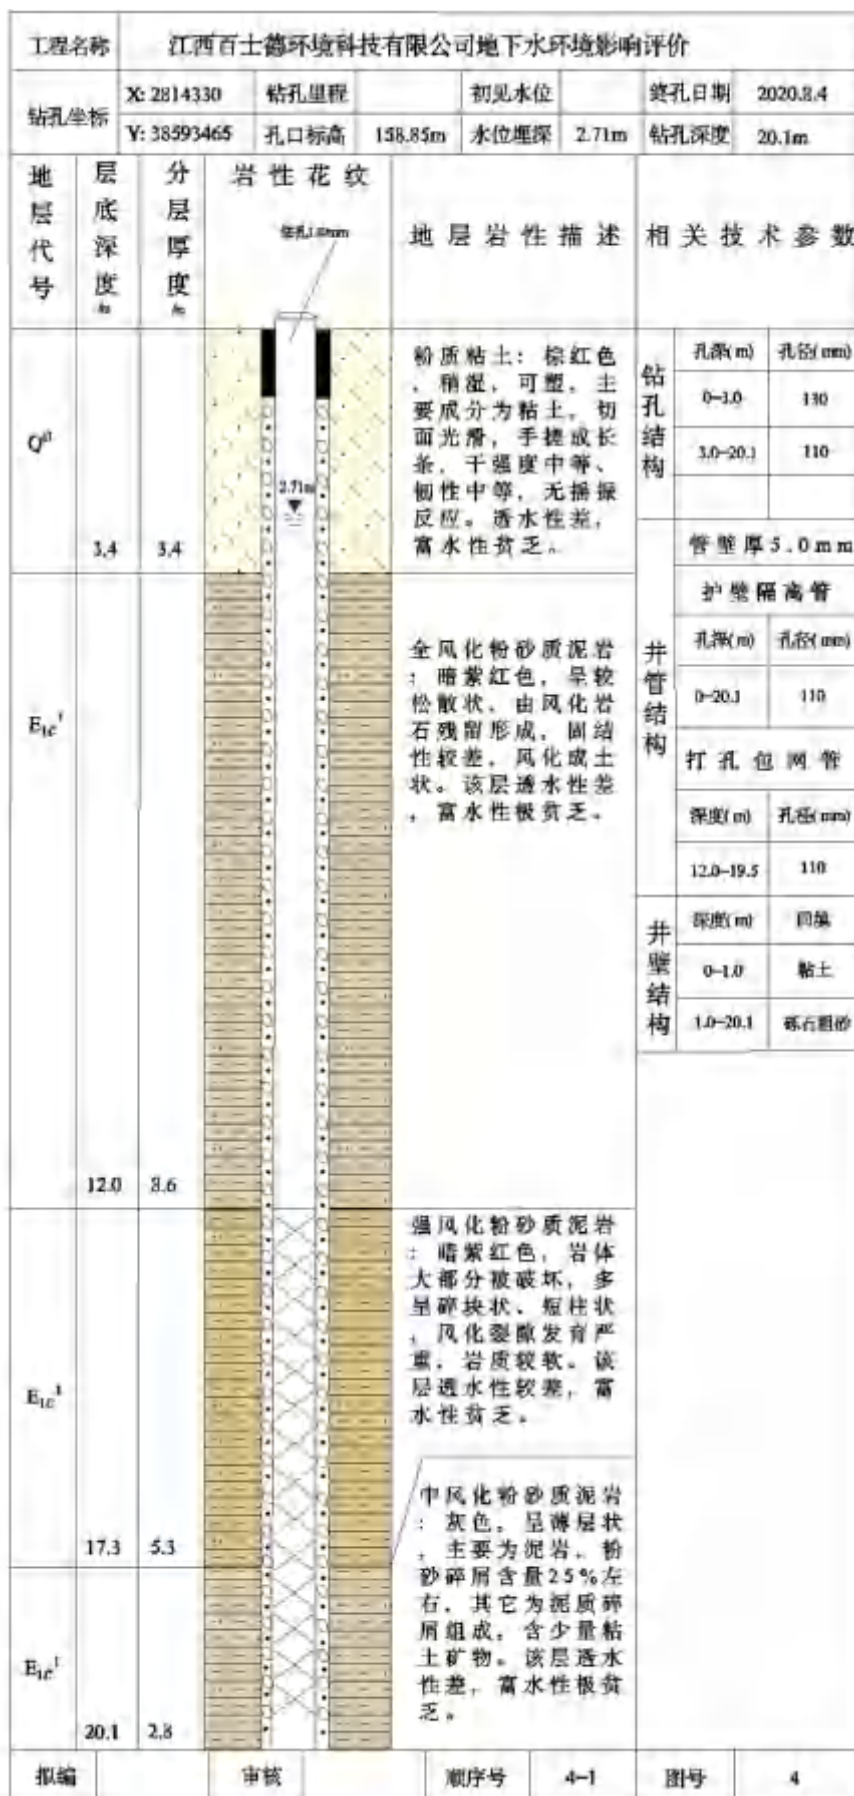 工程名称 江西百士德环境科技有限公司地下水环境影响评价
钻孔坐标 X: 2814330 钻孔里程 初见水位 终孔日期 2020.8.4
Y: 38593465 孔口标高 158.85m 水位埋深 2.71m 钻孔深度 20.1m
地层代号 层底深度 分层厚度 岩性花纹 地层岩性描述 相关技术参数
粉质粘土：棕红色
，稍湿，可塑，主
要成分为粘土，切
面光滑，手搓成长
条，干强度中等、
韧性中等，无摇振
反应。透水性差，
富水性贫乏。
2.71m
3.4 3.4
全风化粉砂质泥岩
：暗紫红色，呈较
松散状，由风化岩
石残留形成，固结
性较差，风化成土
状。该层透水性差
，富水性极贫乏。
12.0 8.6
强风化粉砂质泥岩
：暗紫红色，岩体
大部分被破坏，多
呈碎块状、短柱状
，风化裂隙发育严
重，岩质较软。该
层透水性较差，富
水性贫乏。
17.3 5.3
中风化粉砂质泥岩
：灰色，呈薄层状
，主要为泥岩，粉
砂碎屑含量25%左
右，其它为泥质碎
屑组成，含少量粘
土矿物。该层透水
性差，富水性极贫
乏。
20.1 2.8
钻孔结构
孔深(m) 孔径(mm)
0-3.0 130
3.0-20.1 110
井管结构
管壁厚5.0mm
护壁隔离管
孔深(m) 孔径(mm)
0-20.1 110
打孔包网管
深度(m) 孔径(mm)
12.0-19.5 110
井壁结构
深度(m) 回填
0-1.0 粘土
1.0-20.1 砾石粗砂
拟编 审核 顺序号 4-1 图号 4